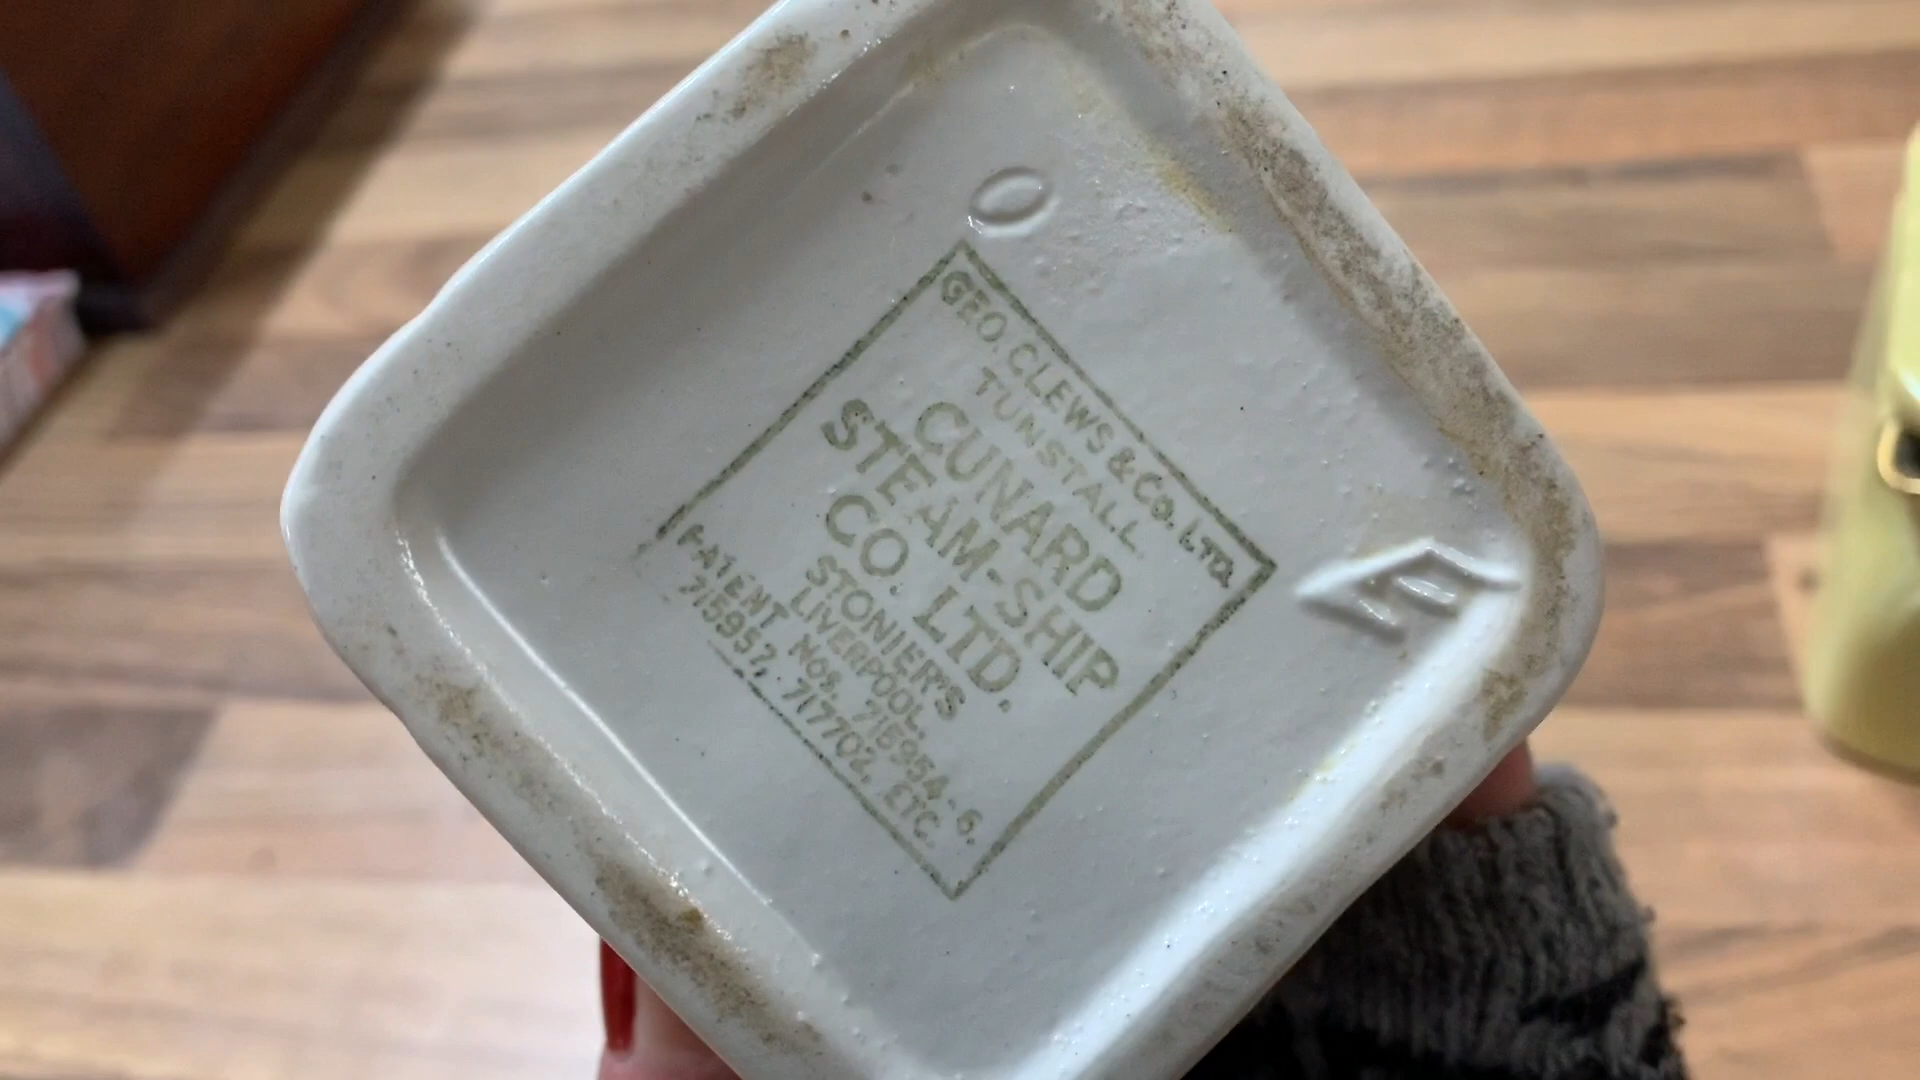 O
GEO. CLEWS & CO. LTD.
TUNSTALL
CUNARD
STEAM-SHIP
CO. LTD.
STONIER'S
LIVERPOOL
PATENT NOS. 715954-6.
715957, 717702, ETC.
E